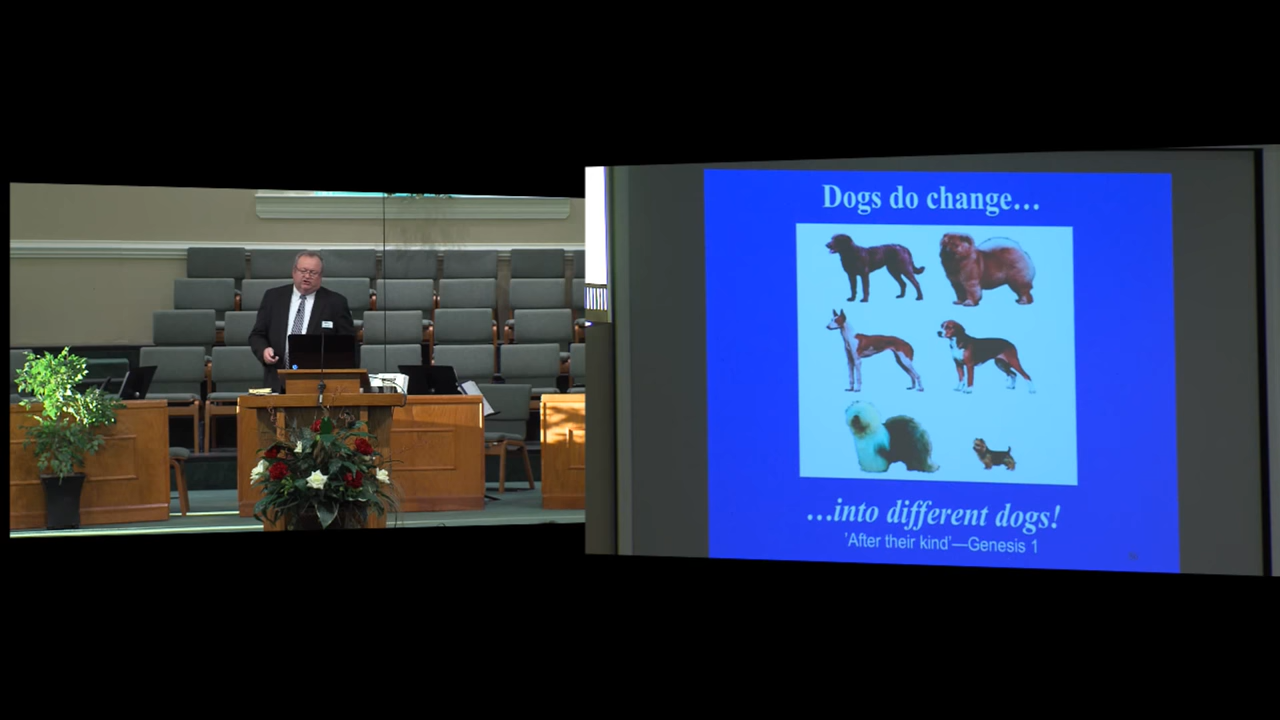 Dogs do change…
…into different dogs!
'After their kind'—Genesis 1